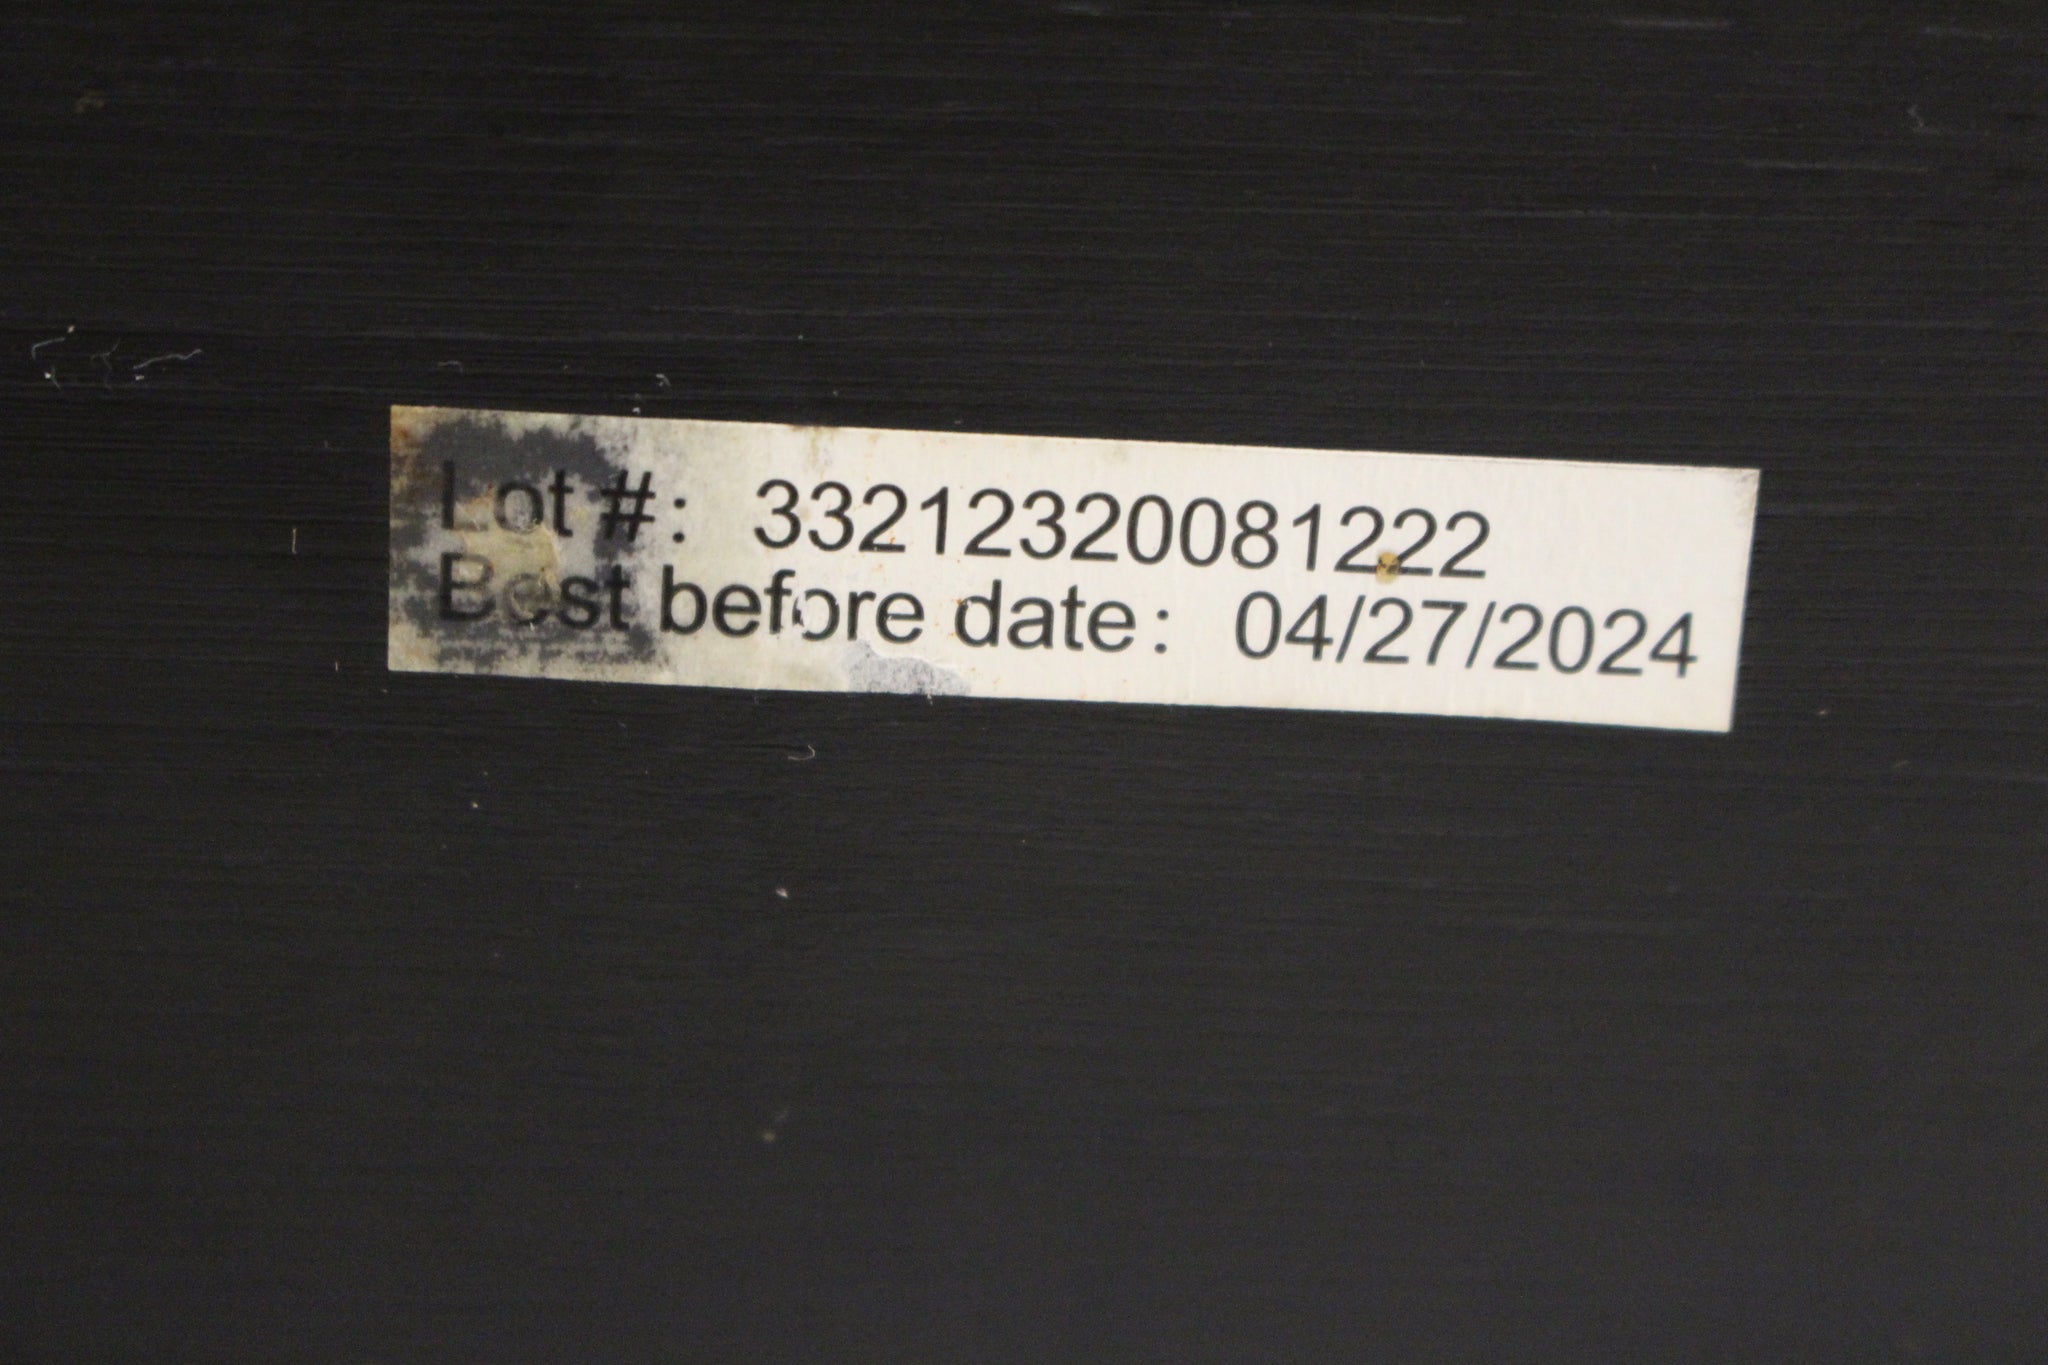 Lot #: 33212320081222
Best before date: 04/27/2024